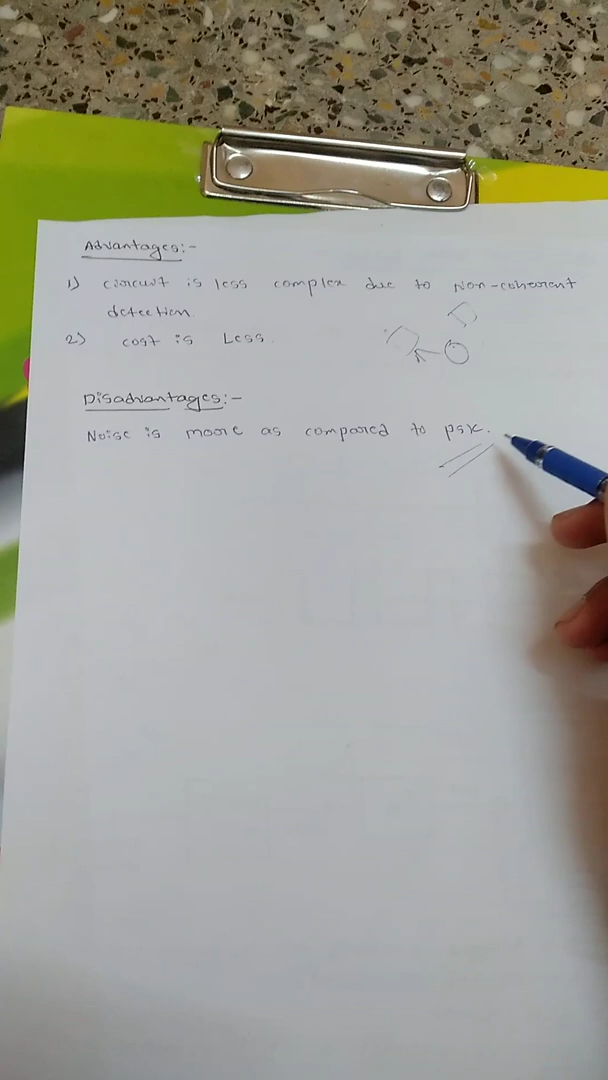 Advantages:-
1) circuit is less complex due to Non-coherent
detection.
2) cost is Less.
Disadvantages:-
Noise is more as compared to psk.